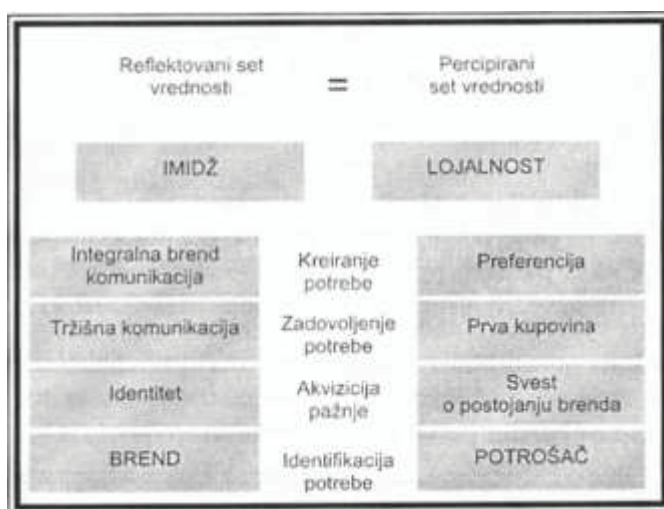 Reflektovani set
vrednosti
=
Percipirani
set vrednosti
IMIDŽ
LOJALNOST
Integralna brend
komunikacija
Kreiranje
potrebe
Preferencija
Tržišna komunikacija
Zadovoljenje
potrebe
Prva kupovina
Identitet
Akvizicija
pažnje
Svest
o postojanju brenda
BREND
Identifikacija
potrebe
POTROŠAČ